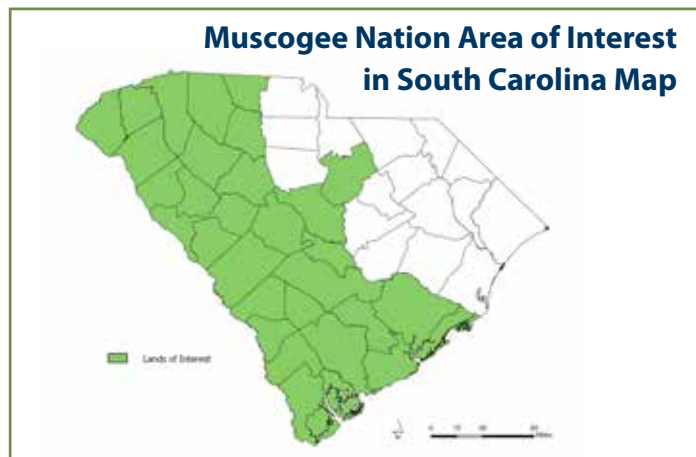 Muscogee Nation Area of Interest
in South Carolina Map
Lands of Interest